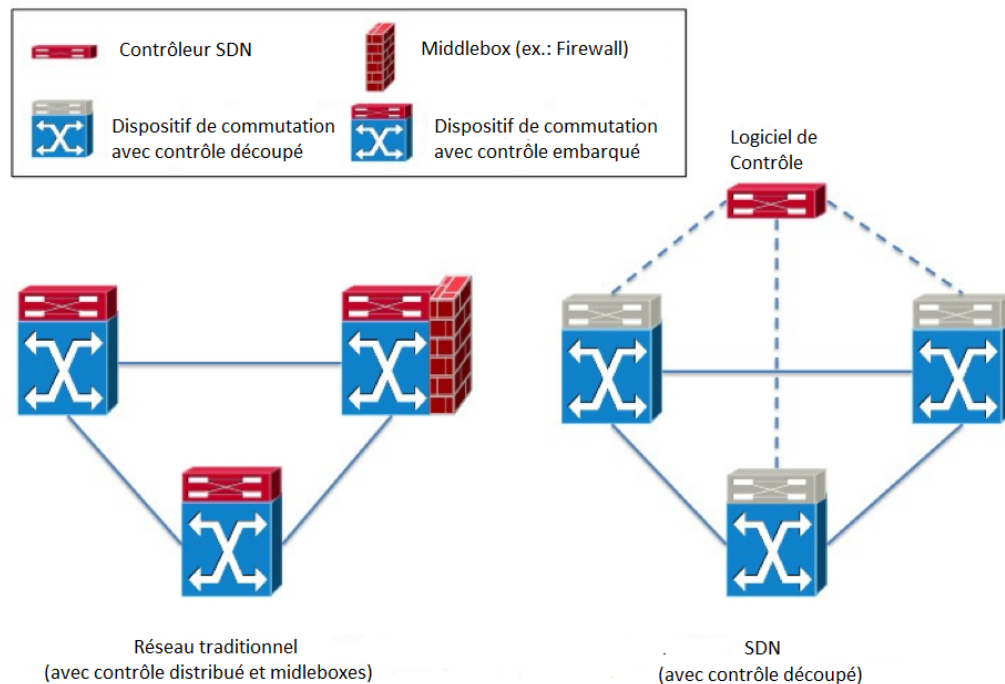 Contrôleur SDN
Middlebox (ex.: Firewall)
Dispositif de commutation
avec contrôle découpé
Dispositif de commutation
avec contrôle embarqué
Logiciel de
Contrôle
Réseau traditionnel
(avec contrôle distribué et midleboxes)
SDN
(avec contrôle découpé)